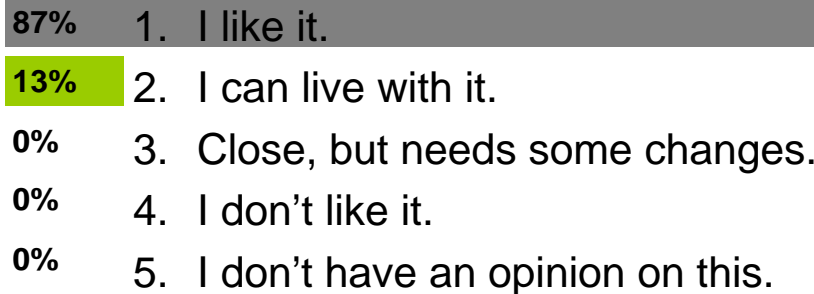 87% 1. I like it.
13% 2. I can live with it.
0% 3. Close, but needs some changes.
0% 4. I don't like it.
0% 5. I don't have an opinion on this.